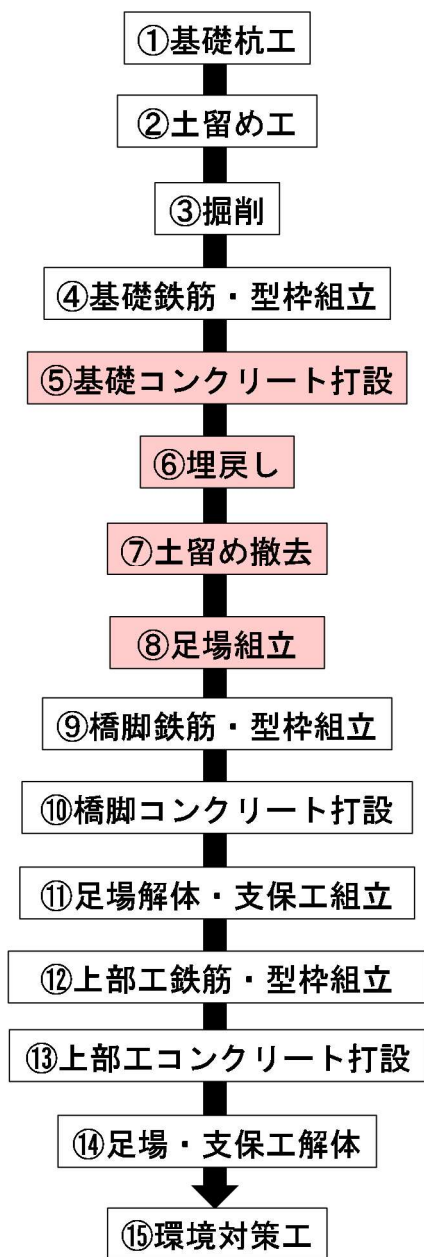 ①基礎杭工
②土留め工
③掘削
④基礎鉄筋・型枠組立
⑤基礎コンクリート打設
⑥埋戻し
⑦土留め撤去
⑧足場組立
⑨橋脚鉄筋・型枠組立
⑩橋脚コンクリート打設
⑪足場解体・支保工組立
⑫上部工鉄筋・型枠組立
⑬上部工コンクリート打設
⑭足場・支保工解体
⑮環境対策工